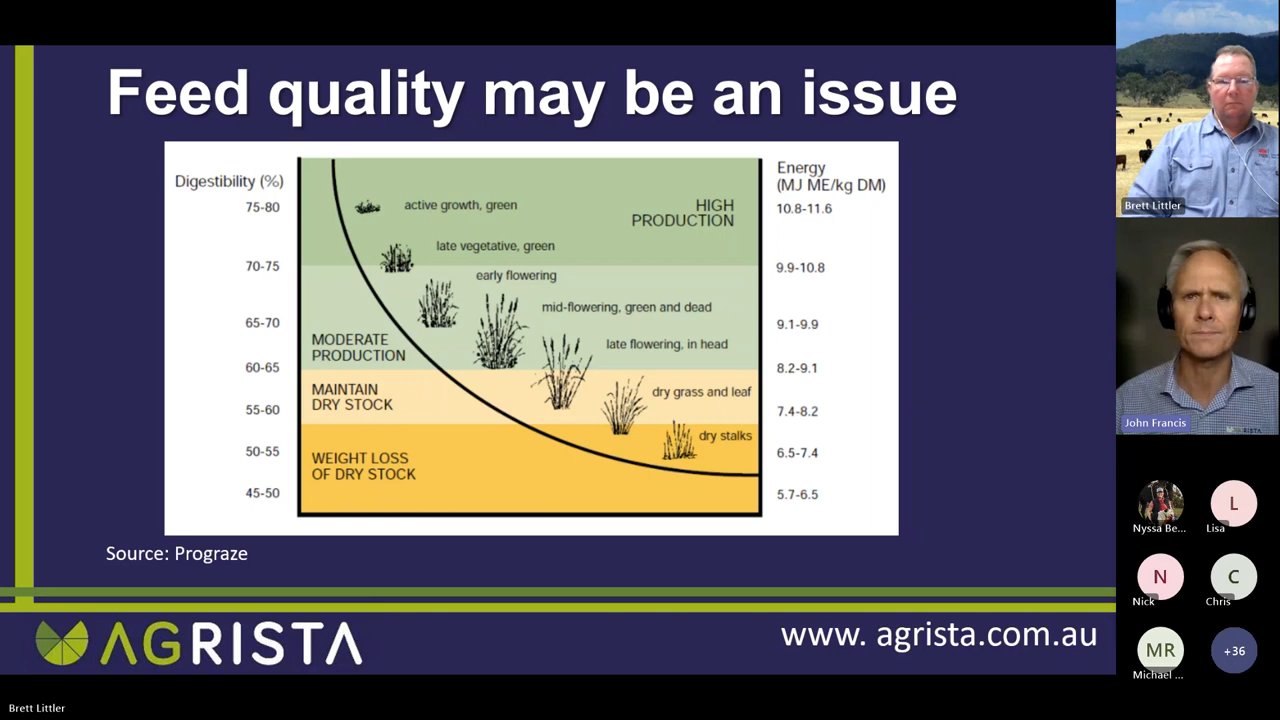 Feed quality may be an issue
Digestibility (%)
75-80
70-75
65-70
60-65
55-60
50-55
45-50
active growth, green
late vegetative, green
early flowering
mid-flowering, green and dead
late flowering, in head
dry grass and leaf
dry stalks
HIGH
PRODUCTION
MODERATE
PRODUCTION
MAINTAIN
DRY STOCK
WEIGHT LOSS
OF DRY STOCK
Energy
(MJ ME/kg DM)
10.8-11.6
9.9-10.8
9.1-9.9
8.2-9.1
7.4-8.2
6.5-7.4
5.7-6.5
Source: Prograze
AGRISTA
www. agrista.com.au
Brett Littler
John Francis
Nyssa Be...
L
Lisa
N
Nick
C
Chris
MR
Michael ...
+36
Brett Littler